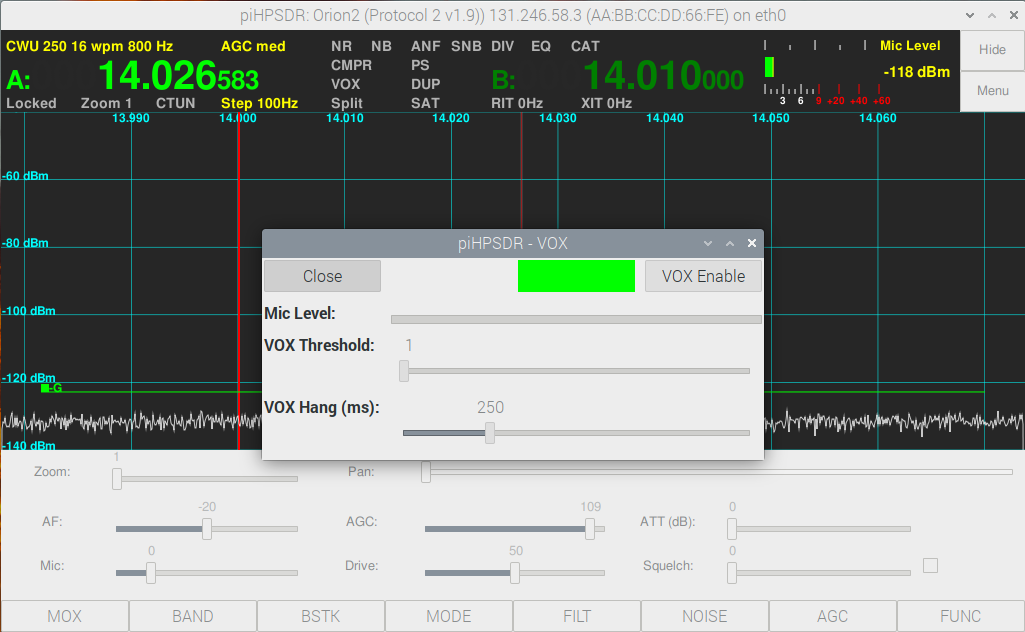 piHPSDR: Orion2 (Protocol 2 v1.9)) 131.246.58.3 (AA:BB:CC:DD:66:FE) on eth0
CWU 250 16 wpm 800 Hz AGC med NR NB ANF SNB DIV EQ CAT Mic Level Hide
CMPR PS
A: 14.026583 VOX DUP B: 14.010000 -118 dBm Menu
Locked Zoom 1 CTUN Step 100Hz Split SAT RIT 0Hz XIT 0Hz 3 6 9 +20 +40 +60
13.990 14.000 14.010 14.020 14.030 14.040 14.050 14.060
-60 dBm
-80 dBm
piHPSDR - VOX
Close VOX Enable
-100 dBm Mic Level:
VOX Threshold: 1
-120 dBm
-G
VOX Hang (ms): 250
-140 dBm
1
Zoom: Pan:
-20 109 0
AF: AGC: ATT (dB):
0 50 0
Mic: Drive: Squelch:
MOX BAND BSTK MODE FILT NOISE AGC FUNC